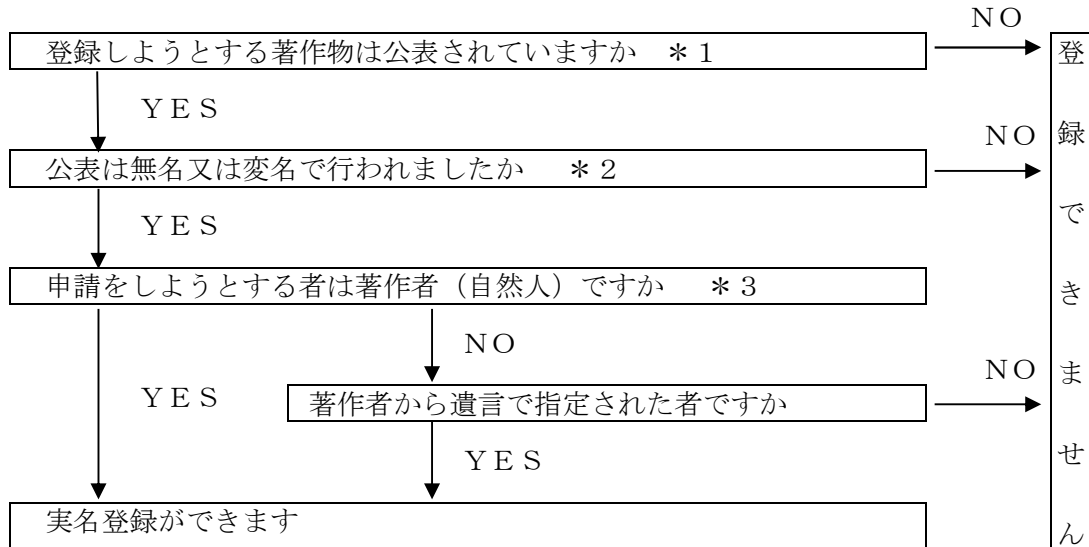 NO
登録しようとする著作物は公表されていますか ＊1
YES
NO
公表は無名又は変名で行われましたか ＊2
YES
申請をしようとする者は著作者（自然人）ですか ＊3
NO
NO
YES
著作者から遺言で指定された者ですか
YES
実名登録ができます
登録できません